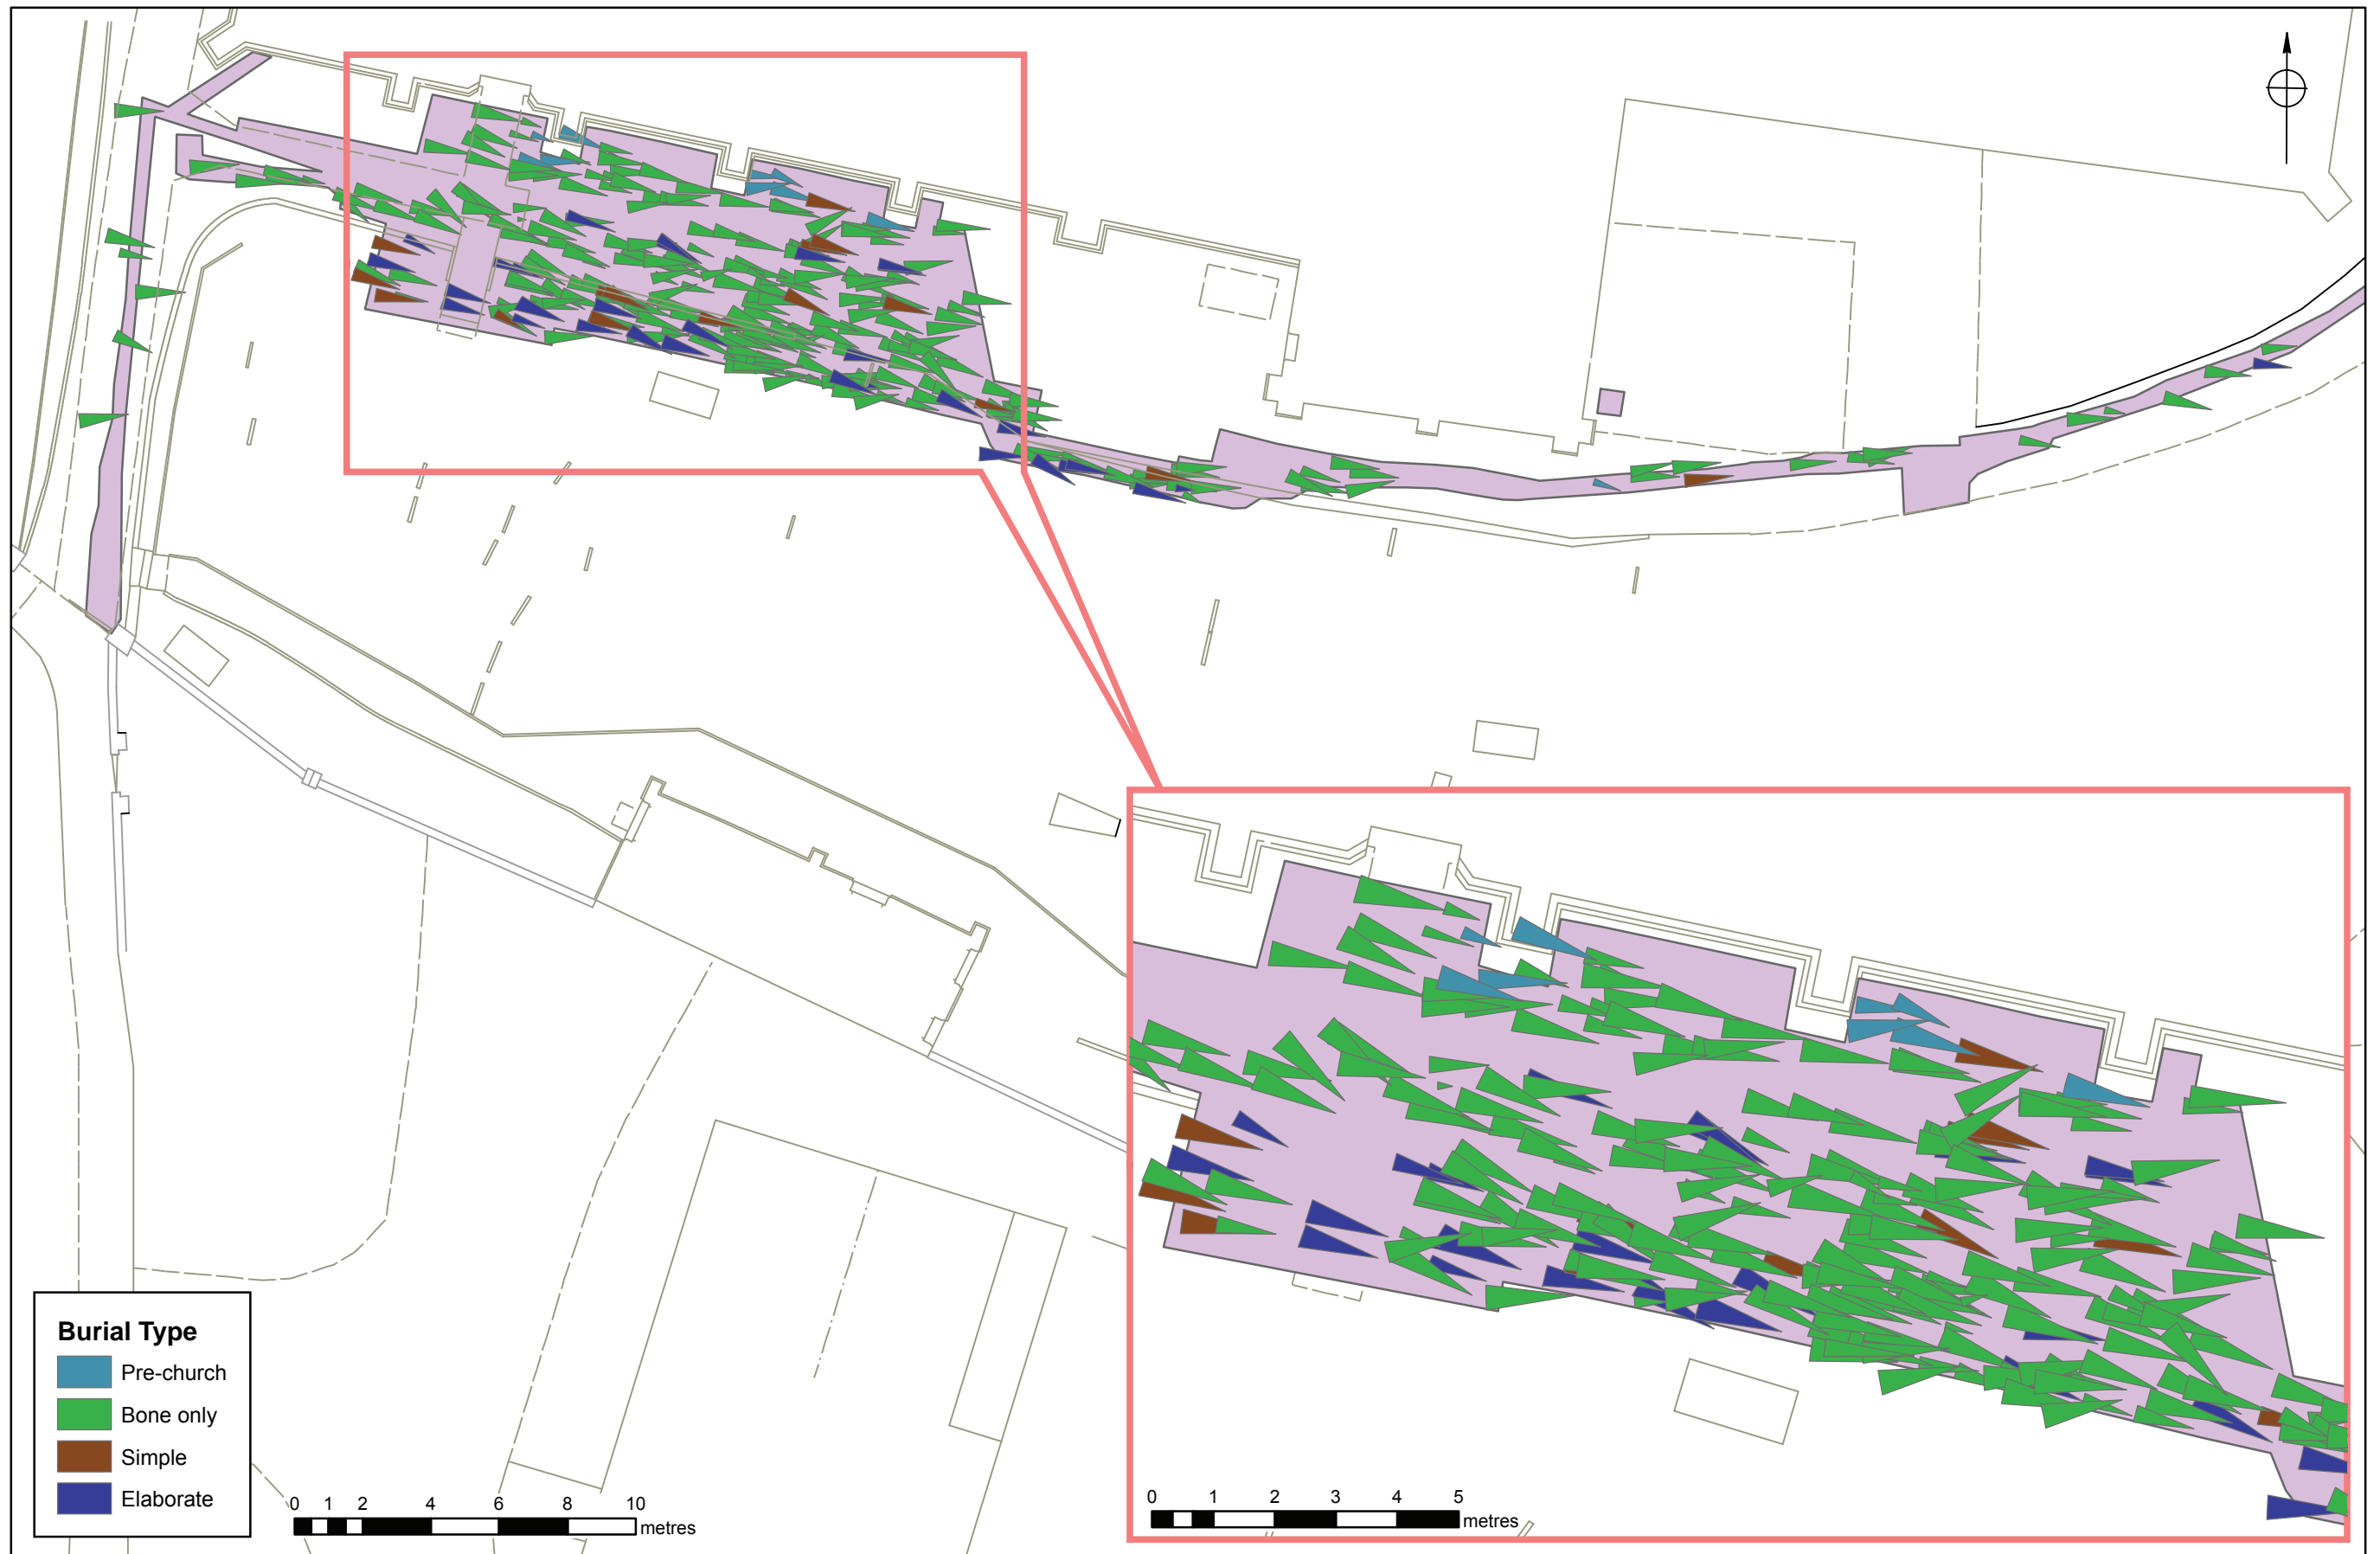 Burial Type
Pre-church
Bone only
Simple
Elaborate
0 1 2 4 6 8 10
metres
0 1 2 3 4 5
metres